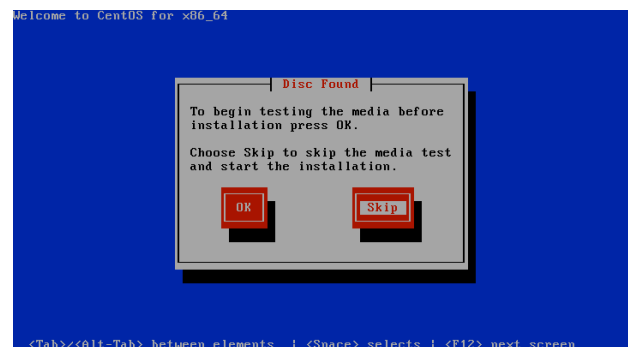 Welcome to CentOS for x86_64
Disc Found
To begin testing the media before
installation press OK.
Choose Skip to skip the media test
and start the installation.
OK Skip
<Tab>/<Alt-Tab> between elements | <Space> selects | <F12> next screen